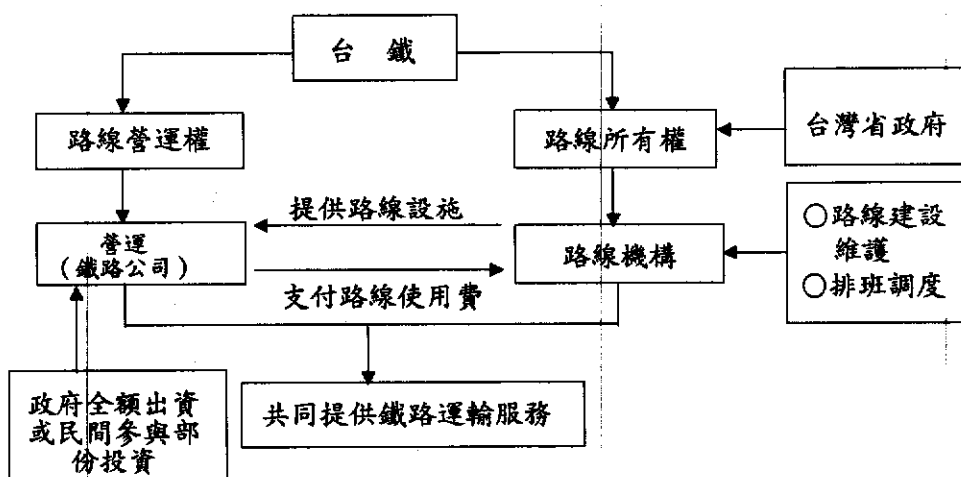 台 鐵
路線營運權
路線所有權
台灣省政府
提供路線設施
營運
(鐵路公司)
路線機構
支付路線使用費
○路線建設
維護
○排班調度
政府全額出資
或民間參與部
份投資
共同提供鐵路運輸服務